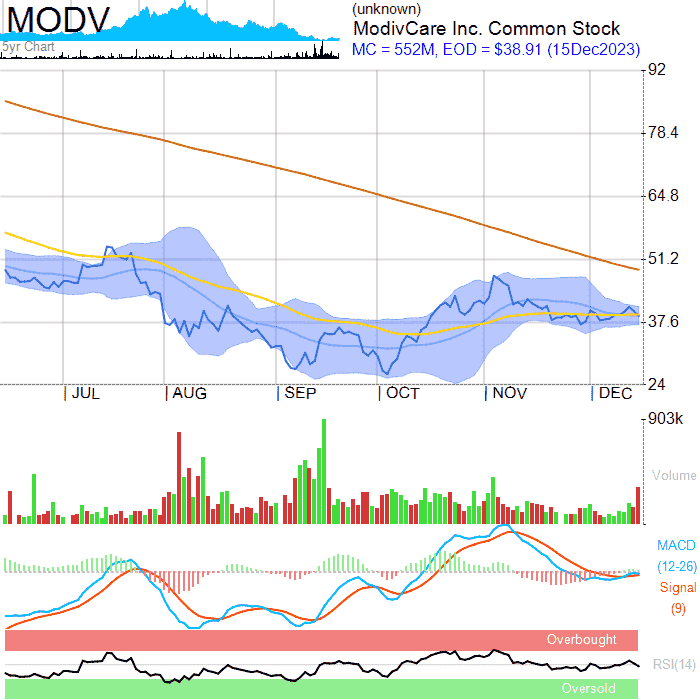 MODV
5yr Chart
(unknown)
ModivCare Inc. Common Stock
MC = 552M, EOD = $38.91 (15Dec2023)
92
78.4
64.8
51.2
37.6
24
JUL AUG SEP OCT NOV DEC
903k
Volume
MACD
(12-26)
Signal
(9)
Overbought
RSI(14)
Oversold